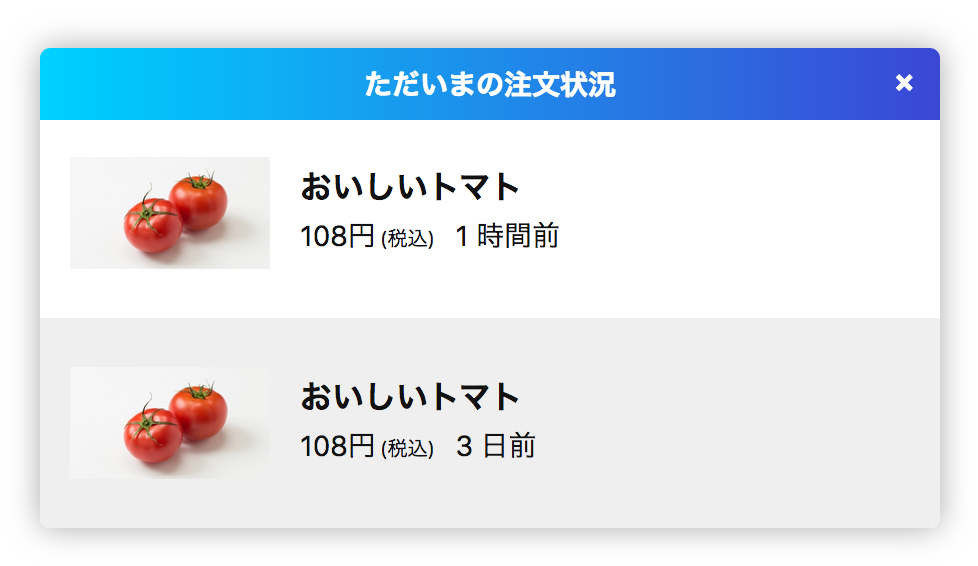 ただいまの注文状況 ×
おいしいトマト
108円 (税込) 1 時間前
おいしいトマト
108円 (税込) 3 日前